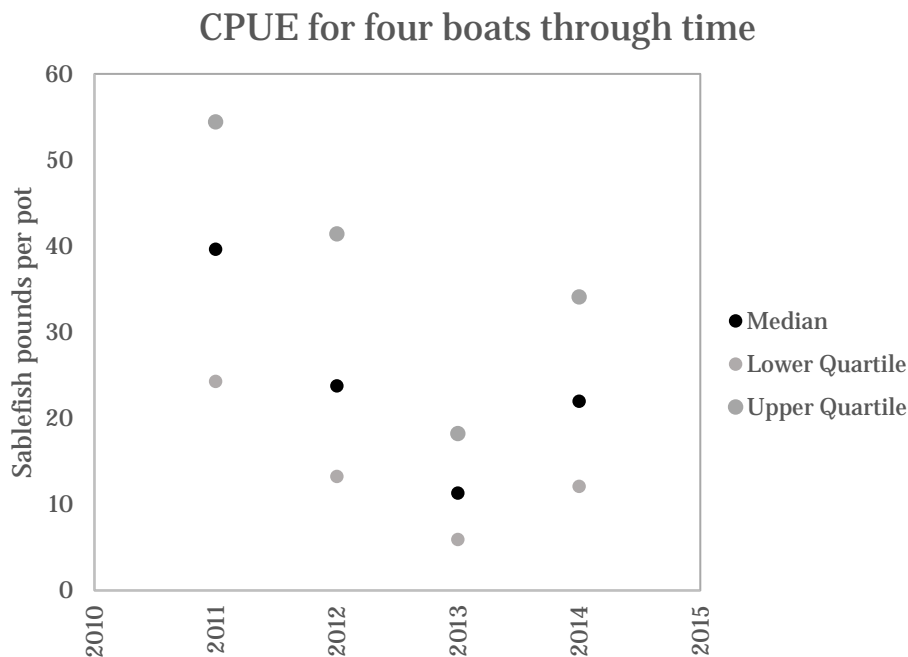 CPUE for four boats through time
Sablefish pounds per pot
60
50
40
30
20
10
0
2010
2011
2012
2013
2014
2015
Median
Lower Quartile
Upper Quartile